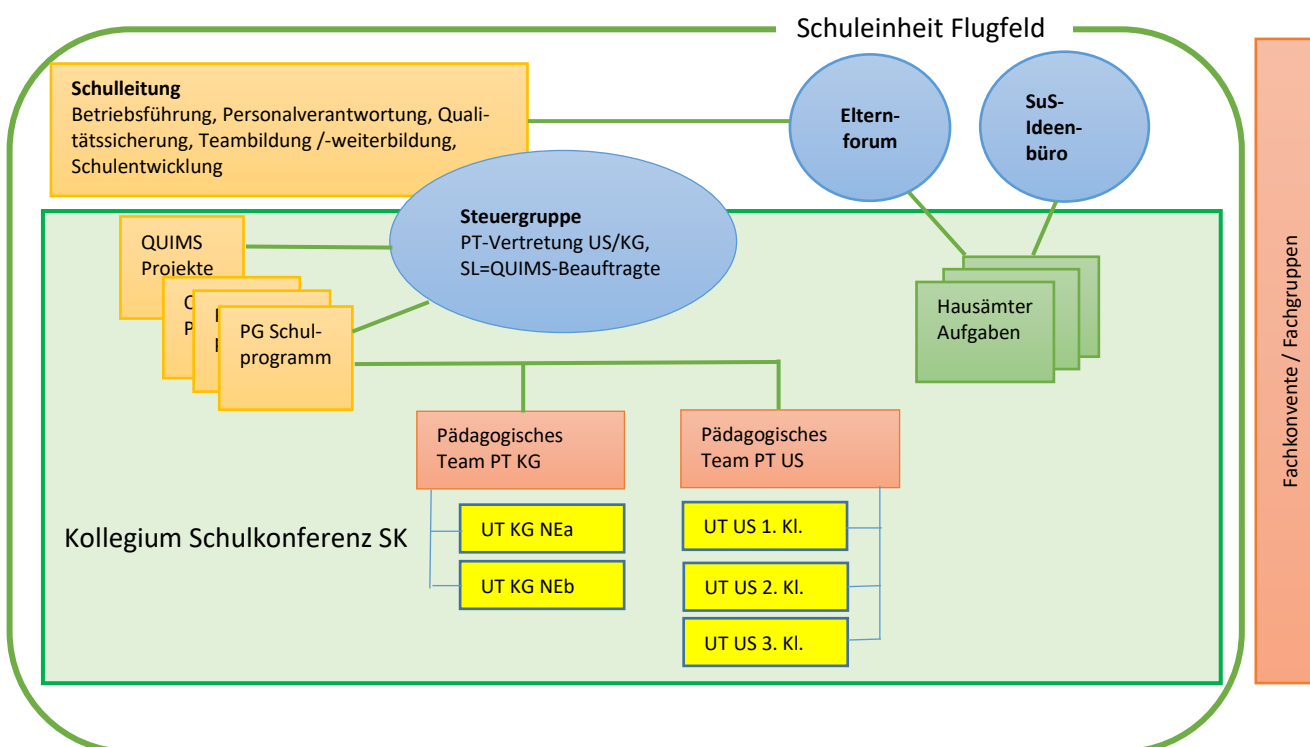 Schuleinheit Flugfeld
Schulleitung
Betriebsführung, Personalverantwortung, Quali-
tätssicherung, Teambildung /-weiterbildung,
Schulentwicklung
Eltern-
forum
SuS-
Ideen-
büro
Steuergruppe
PT-Vertretung US/KG,
SL=QUIMS-Beauftragte
QUIMS
Projekte
PG Schul-
programm
Hausämter
Aufgaben
Pädagogisches
Team PT KG
Pädagogisches
Team PT US
UT KG NEa
UT KG NEb
UT US 1. Kl.
UT US 2. Kl.
UT US 3. Kl.
Kollegium Schulkonferenz SK
Fachkonvente / Fachgruppen